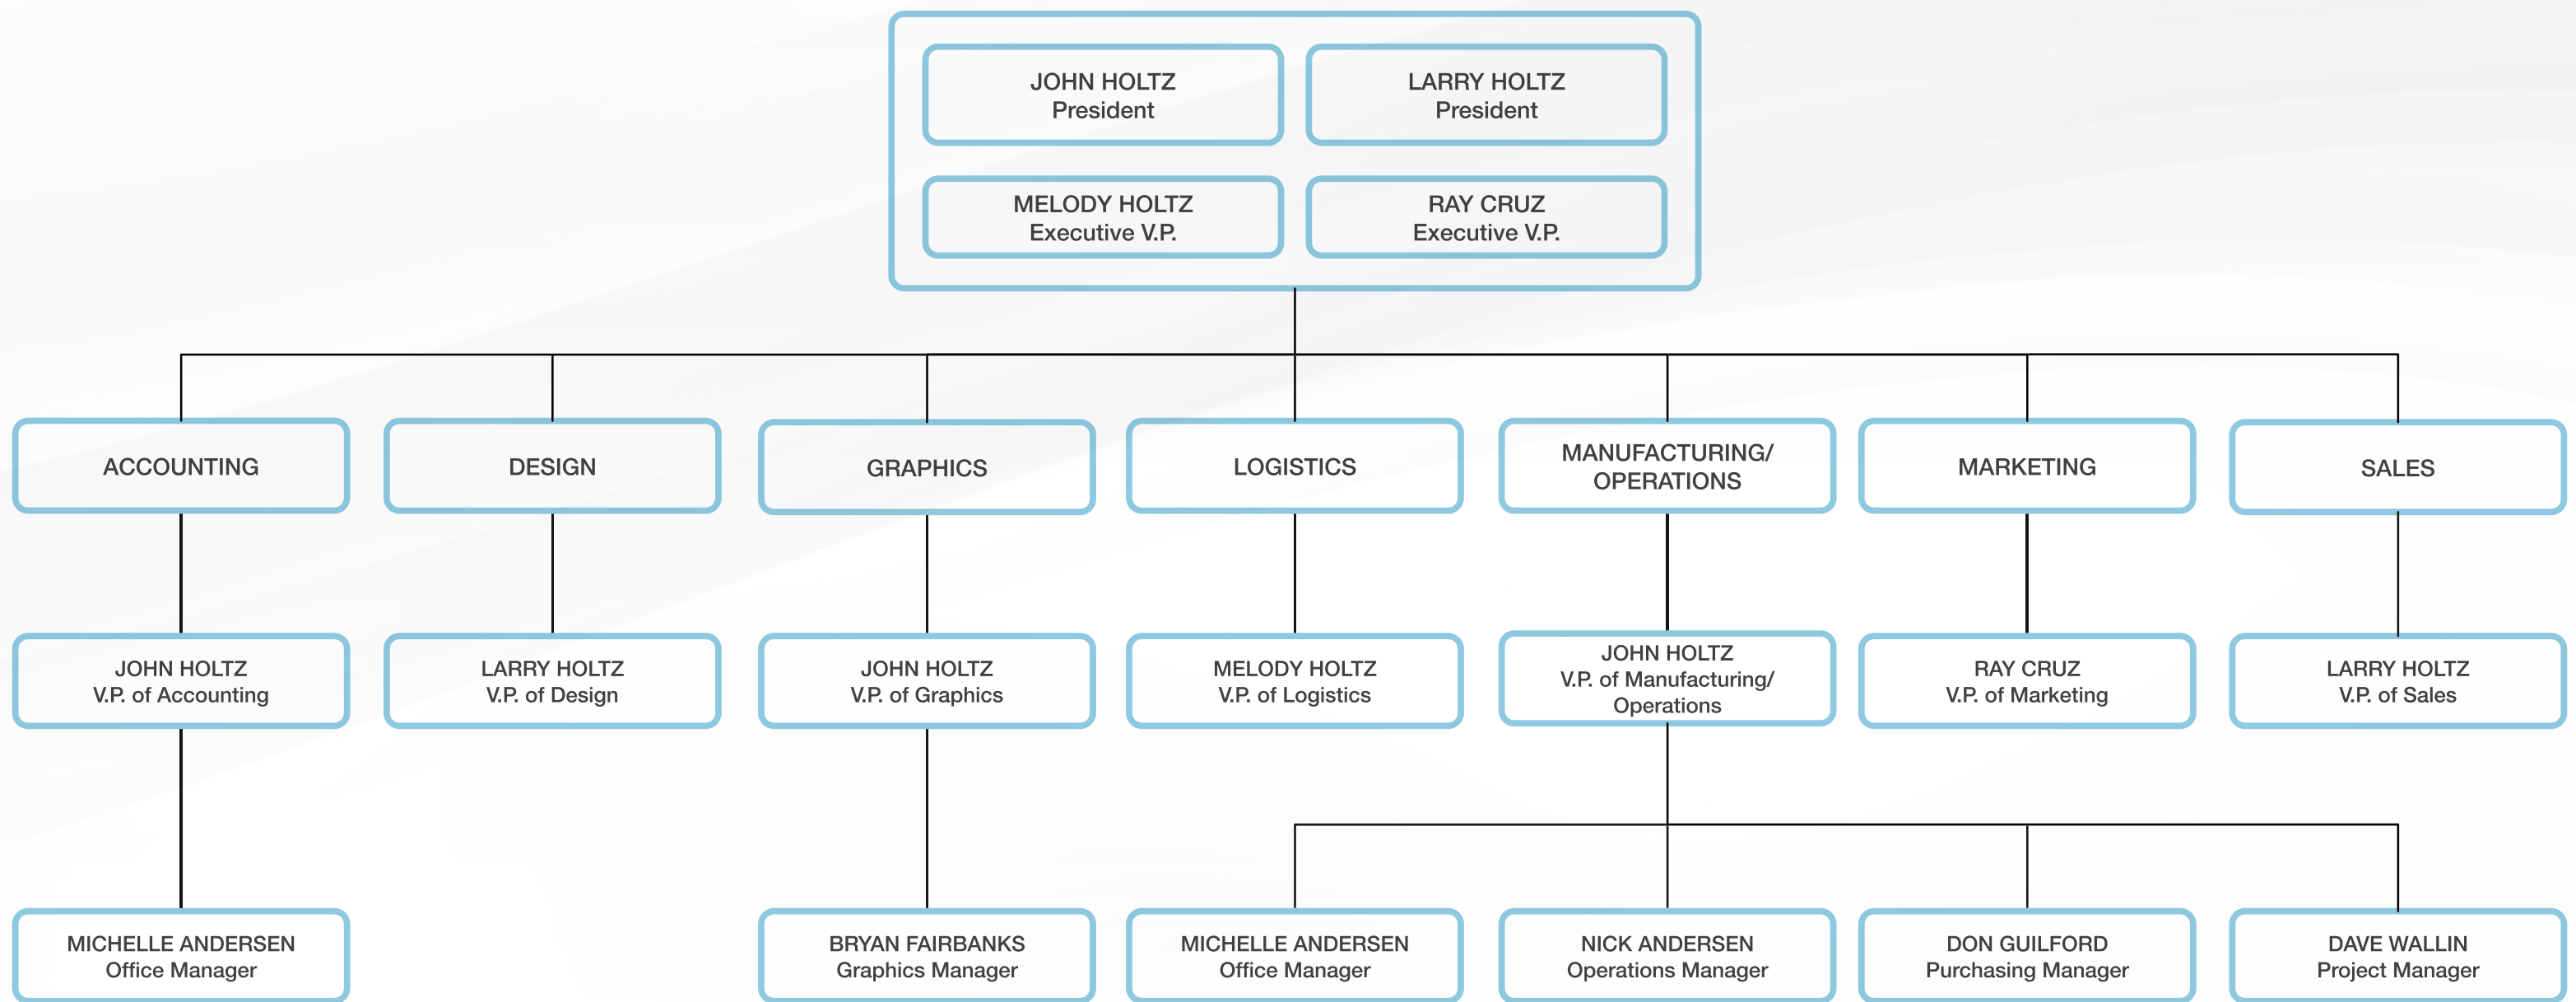 JOHN HOLTZ
President
LARRY HOLTZ
President
MELODY HOLTZ
Executive V.P.
RAY CRUZ
Executive V.P.
ACCOUNTING
DESIGN
GRAPHICS
LOGISTICS
MANUFACTURING/
OPERATIONS
MARKETING
SALES
JOHN HOLTZ
V.P. of Accounting
LARRY HOLTZ
V.P. of Design
JOHN HOLTZ
V.P. of Graphics
MELODY HOLTZ
V.P. of Logistics
JOHN HOLTZ
V.P. of Manufacturing/
Operations
RAY CRUZ
V.P. of Marketing
LARRY HOLTZ
V.P. of Sales
MICHELLE ANDERSEN
Office Manager
BRYAN FAIRBANKS
Graphics Manager
MICHELLE ANDERSEN
Office Manager
NICK ANDERSEN
Operations Manager
DON GUILFORD
Purchasing Manager
DAVE WALLIN
Project Manager